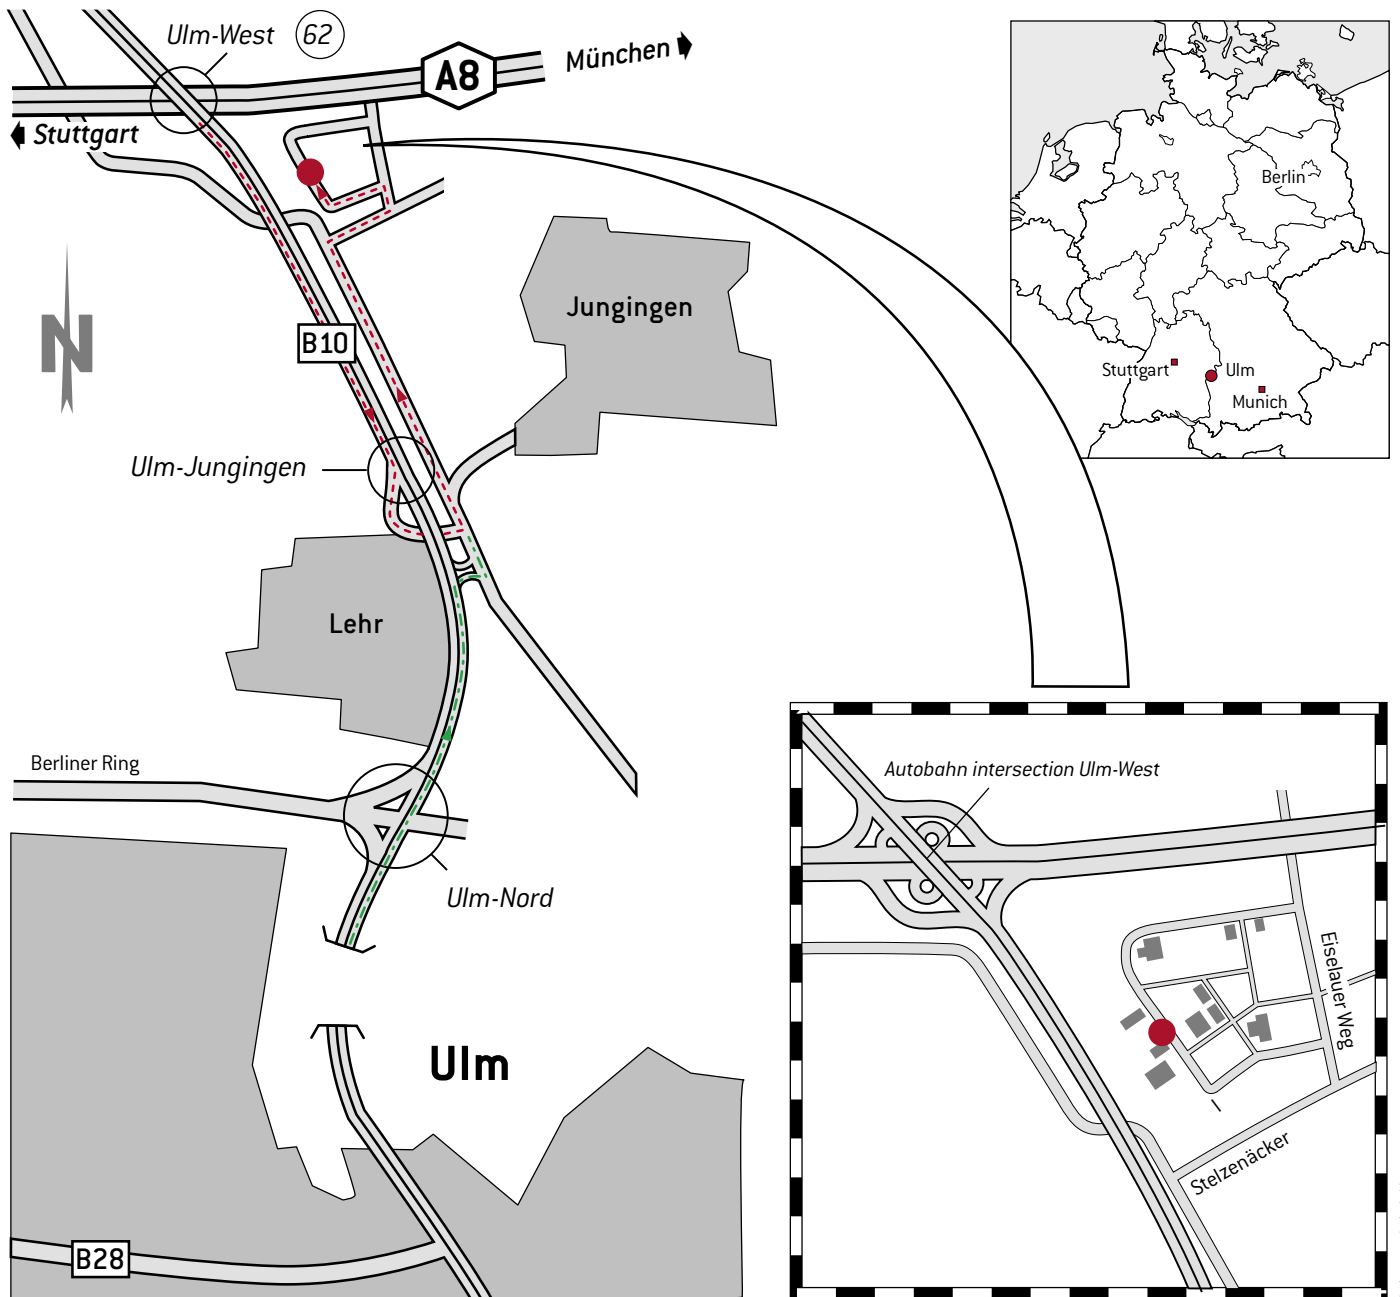 Ulm-West 62
A8
München
Stuttgart
Berlin
N
Jungingen
B10
Stuttgart
Ulm
Munich
Ulm-Jungingen
Lehr
Berliner Ring
Autobahn intersection Ulm-West
Ulm-Nord
Eiselauer Weg
Ulm
Stelzenäcker
B28